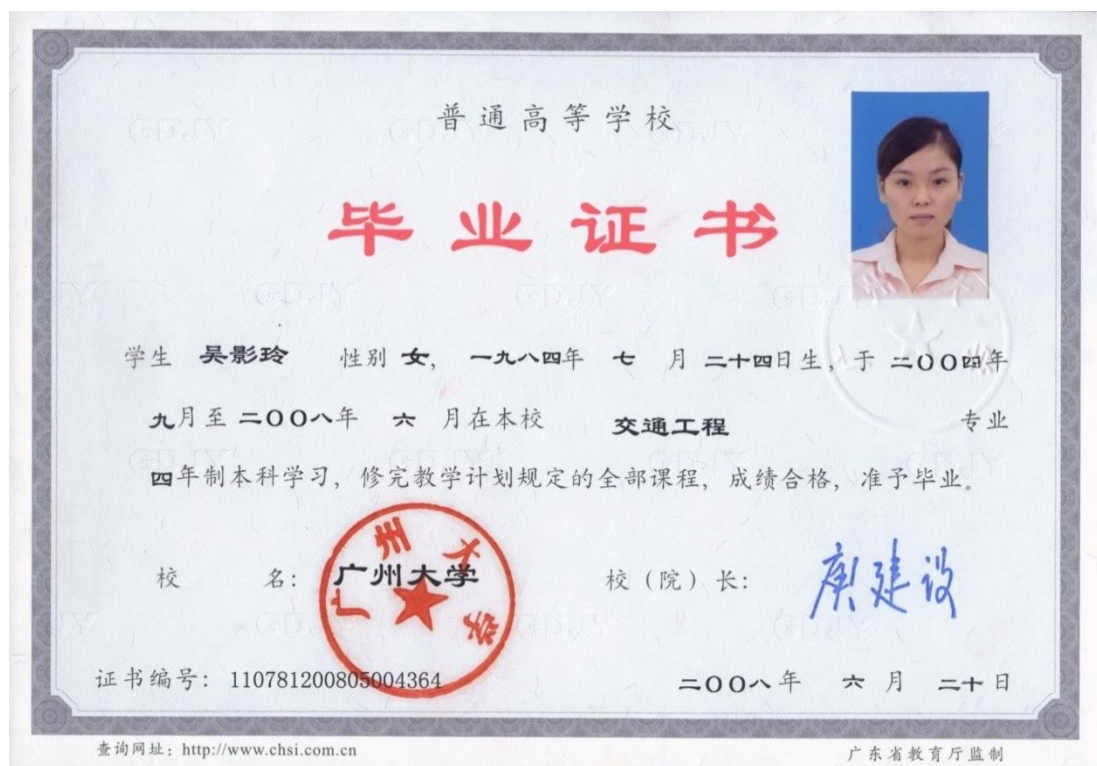 普通高等学校
毕业证书
学生 吴影玲 性别 女，一九八四年 七 月 二十四日生，于 二〇〇四年
九月至 二〇〇八年 六 月在本校 交通工程 专业
四年制本科学习，修完教学计划规定的全部课程，成绩合格，准予毕业。
校 名：广州大学 校（院）长：庾建设
广州大学
证书编号：110781200805004364 二〇〇八年 六 月 二十日
查询网址：http://www.chsi.com.cn 广东省教育厅监制